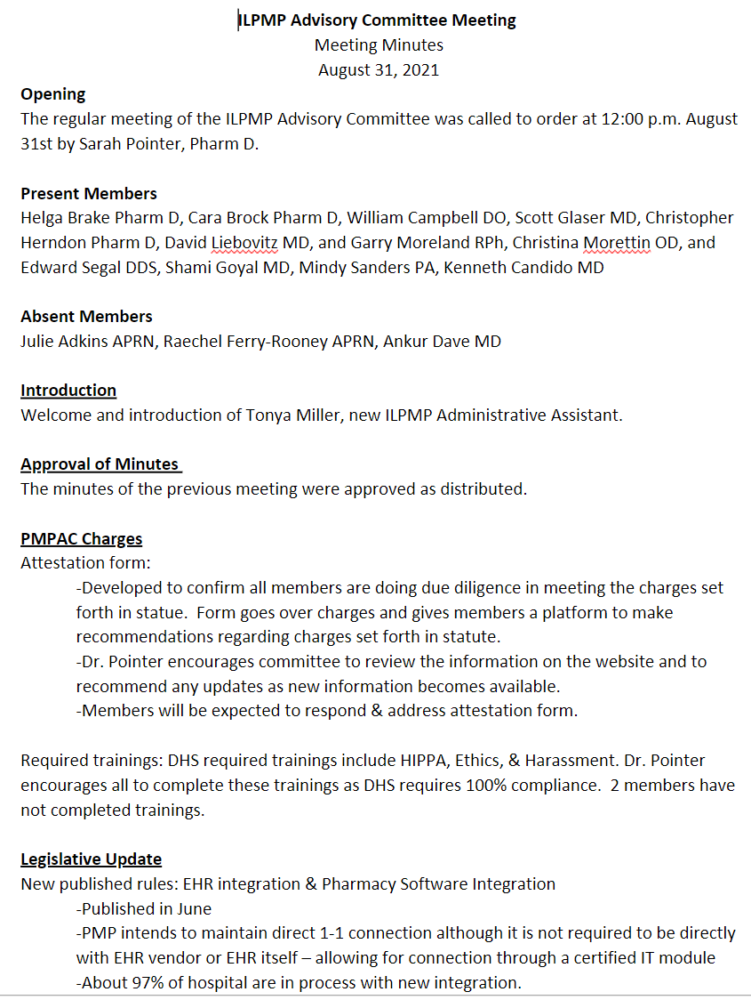 ILPMP Advisory Committee Meeting
Meeting Minutes
August 31, 2021
Opening
The regular meeting of the ILPMP Advisory Committee was called to order at 12:00 p.m. August
31st by Sarah Pointer, Pharm D.
Present Members
Helga Brake Pharm D, Cara Brock Pharm D, William Campbell DO, Scott Glaser MD, Christopher
Herndon Pharm D, David Liebovitz MD, and Garry Moreland RPh, Christina Morettin OD, and
Edward Segal DDS, Shami Goyal MD, Mindy Sanders PA, Kenneth Candido MD
Absent Members
Julie Adkins APRN, Raechel Ferry-Rooney APRN, Ankur Dave MD
Introduction
Welcome and introduction of Tonya Miller, new ILPMP Administrative Assistant.
Approval of Minutes
The minutes of the previous meeting were approved as distributed.
PMPAC Charges
Attestation form:
-Developed to confirm all members are doing due diligence in meeting the charges set
forth in statue.  Form goes over charges and gives members a platform to make
recommendations regarding charges set forth in statute.
-Dr. Pointer encourages committee to review the information on the website and to
recommend any updates as new information becomes available.
-Members will be expected to respond & address attestation form.
Required trainings: DHS required trainings include HIPPA, Ethics, & Harassment. Dr. Pointer
encourages all to complete these trainings as DHS requires 100% compliance.  2 members have
not completed trainings.
Legislative Update
New published rules: EHR integration & Pharmacy Software Integration
-Published in June
-PMP intends to maintain direct 1-1 connection although it is not required to be directly
with EHR vendor or EHR itself – allowing for connection through a certified IT module
-About 97% of hospital are in process with new integration.